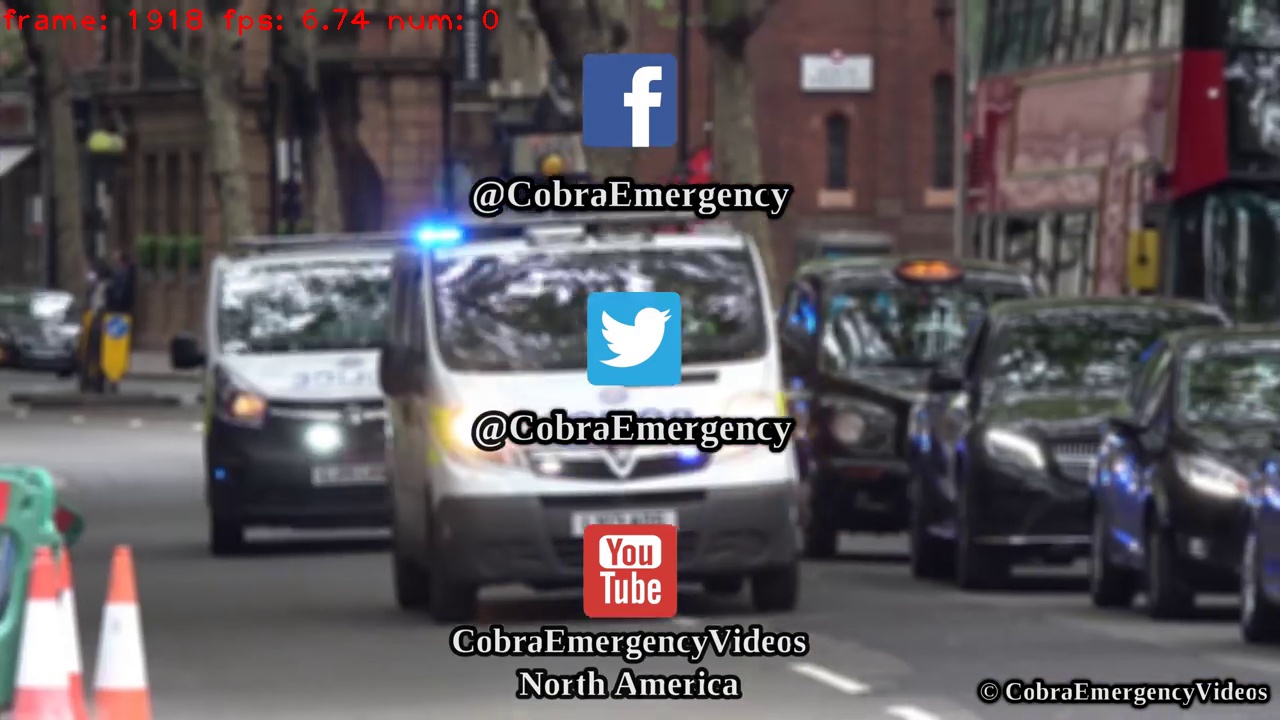 frame: 1918 fps: 6.74 num: 0
f
@CobraEmergency
@CobraEmergency
You
Tube
CobraEmergencyVideos
North America
© CobraEmergencyVideos